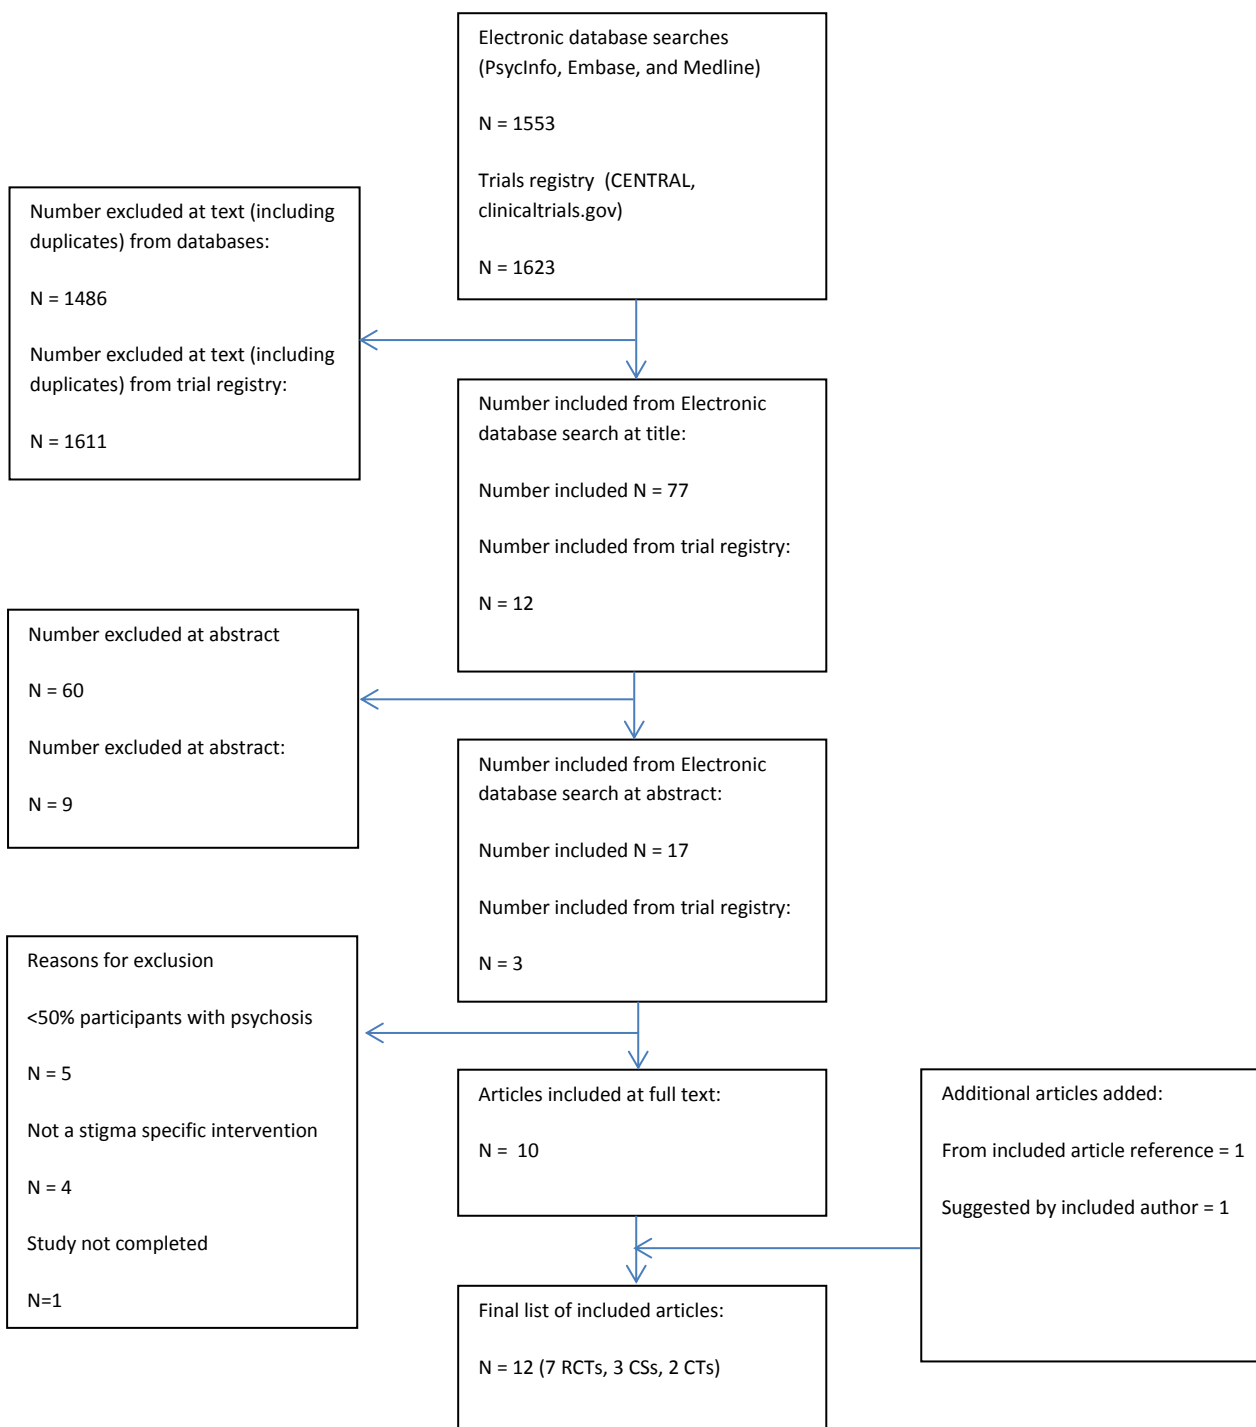 Electronic database searches
(PsycInfo, Embase, and Medline)
N = 1553
Trials registry (CENTRAL,
clinicaltrials.gov)
N = 1623
Number excluded at text (including
duplicates) from databases:
N = 1486
Number excluded at text (including
duplicates) from trial registry:
N = 1611
Number included from Electronic
database search at title:
Number included N = 77
Number included from trial registry:
N = 12
Number excluded at abstract
N = 60
Number excluded at abstract:
N = 9
Number included from Electronic
database search at abstract:
Number included N = 17
Number included from trial registry:
N = 3
Reasons for exclusion
<50% participants with psychosis
N = 5
Not a stigma specific intervention
N = 4
Study not completed
N=1
Articles included at full text:
N = 10
Additional articles added:
From included article reference = 1
Suggested by included author = 1
Final list of included articles:
N = 12 (7 RCTs, 3 CSs, 2 CTs)